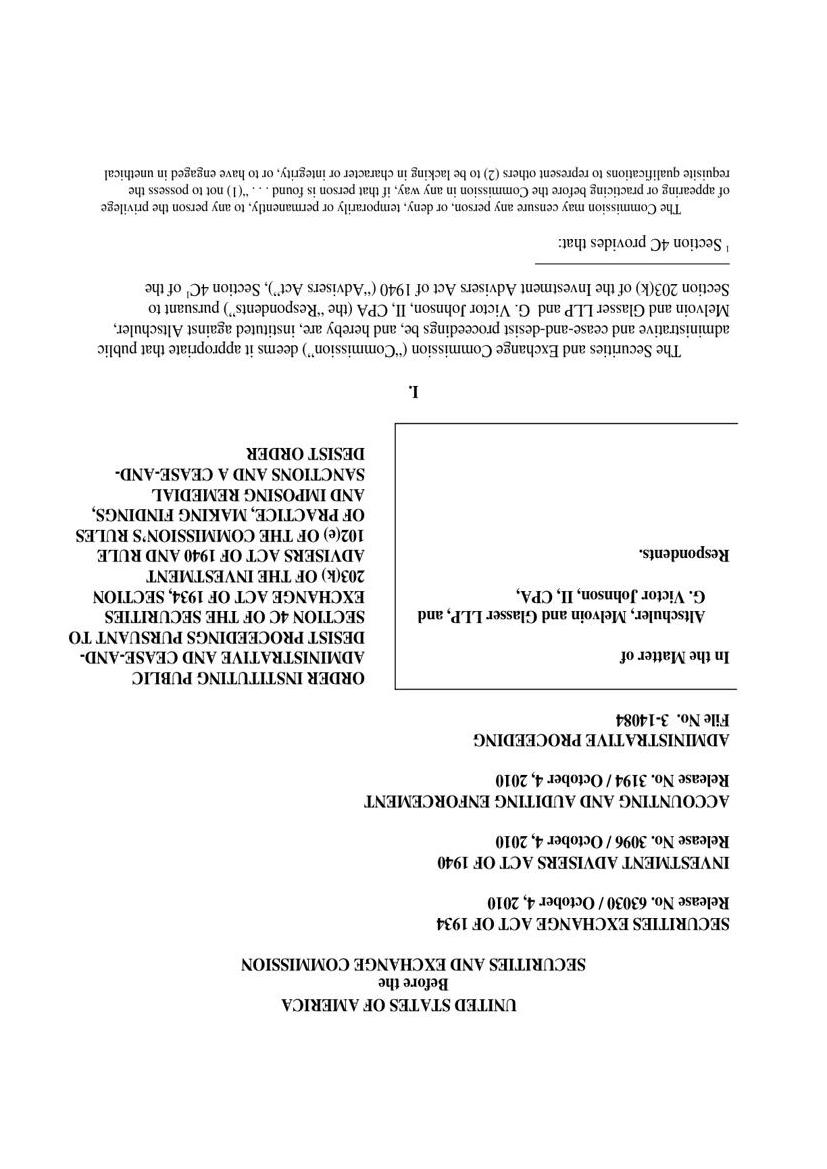 UNITED STATES OF AMERICA
Before the
SECURITIES AND EXCHANGE COMMISSION
SECURITIES EXCHANGE ACT OF 1934
Release No. 63030 / October 4, 2010
INVESTMENT ADVISERS ACT OF 1940
Release No. 3096 / October 4, 2010
ACCOUNTING AND AUDITING ENFORCEMENT
Release No. 3194 / October 4, 2010
ADMINISTRATIVE PROCEEDING
File No. 3-14084
In the Matter of
Altschuler, Melvoin and Glasser LLP, and
G. Victor Johnson, II, CPA,
Respondents.
ORDER INSTITUTING PUBLIC
ADMINISTRATIVE AND CEASE-AND-
DESIST PROCEEDINGS PURSUANT TO
SECTION 4C OF THE SECURITIES
EXCHANGE ACT OF 1934, SECTION
203(k) OF THE INVESTMENT
ADVISERS ACT OF 1940 AND RULE
102(e) OF THE COMMISSION'S RULES
OF PRACTICE, MAKING FINDINGS,
AND IMPOSING REMEDIAL
SANCTIONS AND A CEASE-AND-
DESIST ORDER
I.
The Securities and Exchange Commission (“Commission”) deems it appropriate that public
administrative and cease-and-desist proceedings be, and hereby are, instituted against Altschuler,
Melvoin and Glasser LLP and G. Victor Johnson, II, CPA (the “Respondents”) pursuant to
Section 203(k) of the Investment Advisers Act of 1940 (“Advisers Act”), Section 4C¹ of the
¹ Section 4C provides that:
The Commission may censure any person, or deny, temporarily or permanently, to any person the privilege
of appearing or practicing before the Commission in any way, if that person is found . . . “(1) not to possess the
requisite qualifications to represent others (2) to be lacking in character or integrity, or to have engaged in unethical